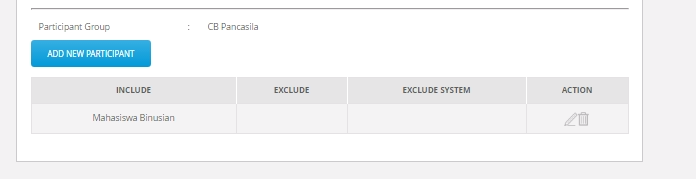 Participant Group : CB Pancasila
ADD NEW PARTICIPANT
INCLUDE EXCLUDE EXCLUDE SYSTEM ACTION
Mahasiswa Binusian